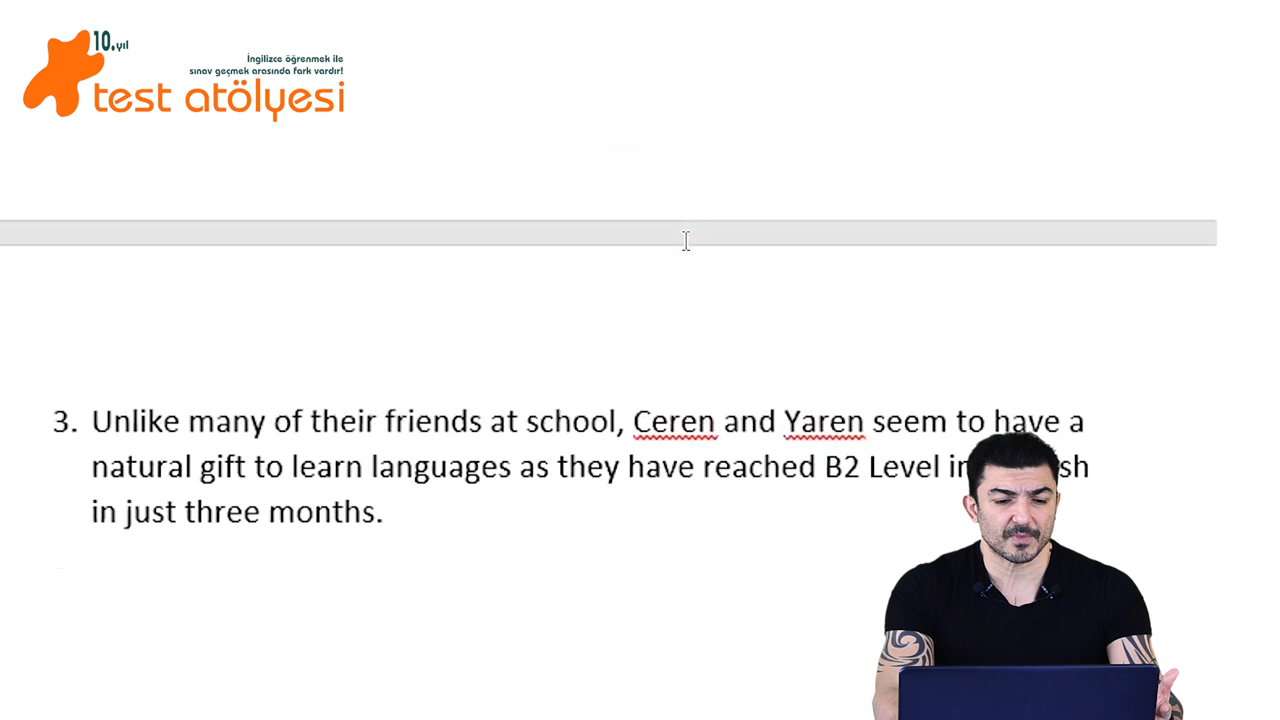 10.yıl
İngilizce öğrenmek ile
sınav geçmek arasında fark vardır!
test atölyesi
3. Unlike many of their friends at school, Ceren and Yaren seem to have a
natural gift to learn languages as they have reached B2 Level in
in just three months.